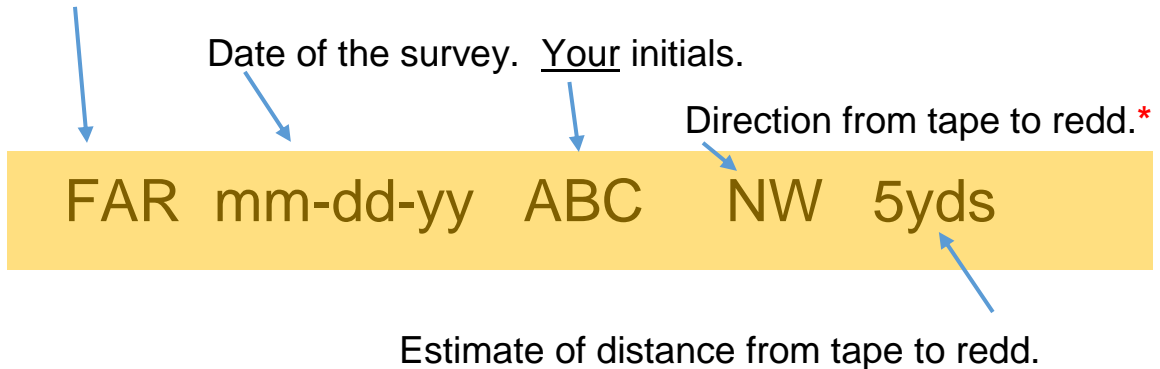 Date of the survey. Your initials.
Direction from tape to redd.*
FAR mm-dd-yy ABC NW 5yds
Estimate of distance from tape to redd.